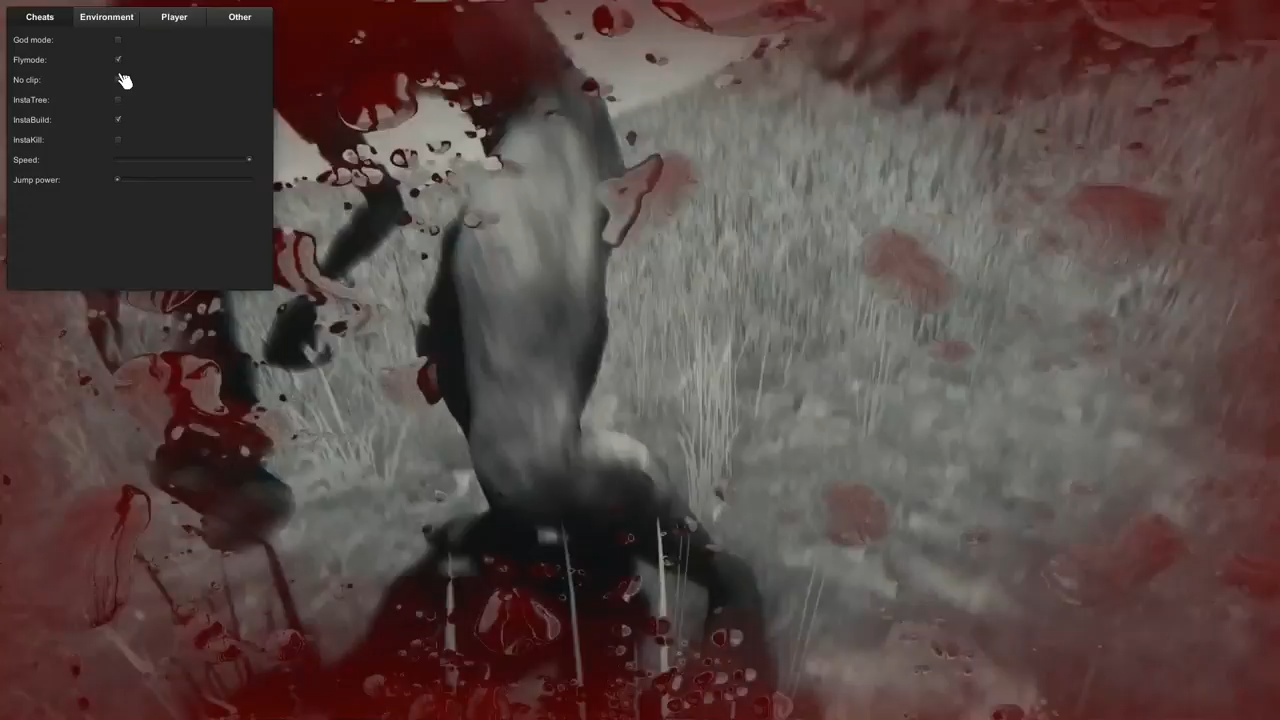 Cheats Environment Player Other
God mode:
Flymode:
No clip:
InstaTree:
InstaBuild:
InstaKill:
Speed:
Jump power: